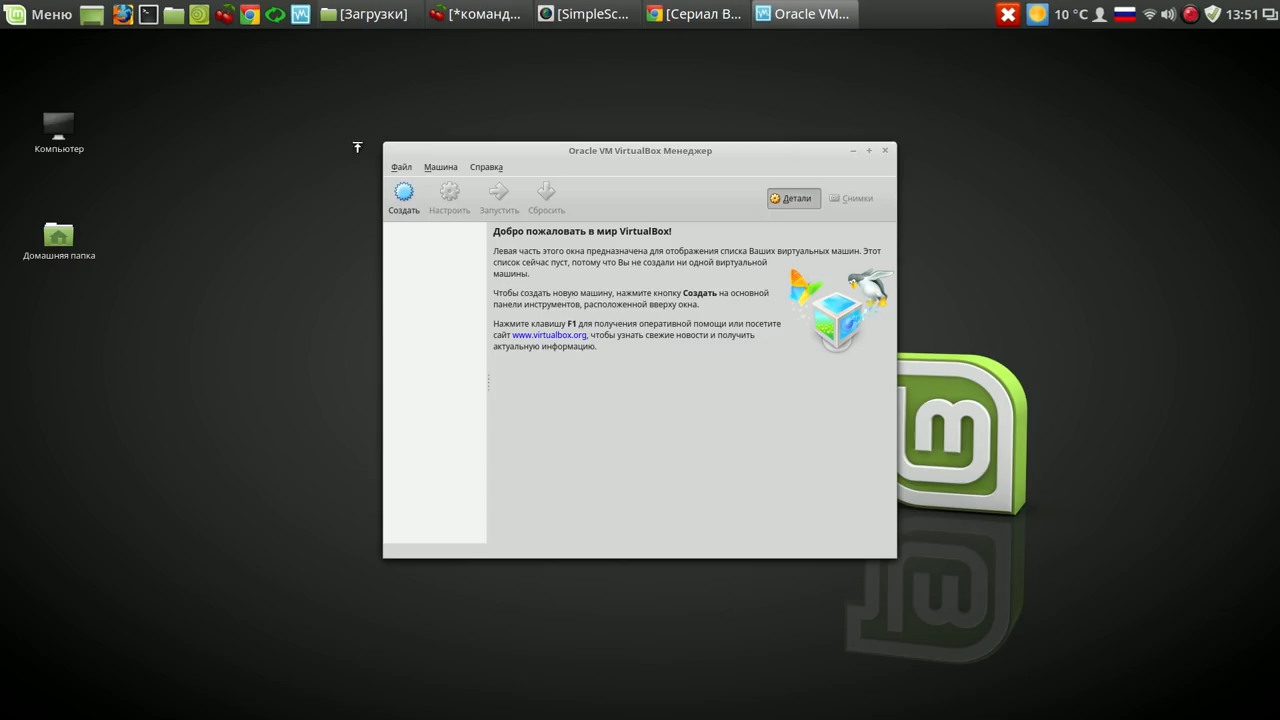 Меню
[Загрузки]
[*команд...
[SimpleSc...
[Сериал В...
Oracle VM...
10 °C
13:51
Компьютер
Домашняя папка
Oracle VM VirtualBox Менеджер
Файл Машина Справка
Создать Настроить Запустить Сбросить
Детали Снимки
Добро пожаловать в мир VirtualBox!
Левая часть этого окна предназначена для отображения списка Ваших виртуальных машин. Этот
список сейчас пуст, потому что Вы не создали ни одной виртуальной
машины.
Чтобы создать новую машину, нажмите кнопку Создать на основной
панели инструментов, расположенной вверху окна.
Нажмите клавишу F1 для получения оперативной помощи или посетите
сайт www.virtualbox.org, чтобы узнать свежие новости и получить
актуальную информацию.